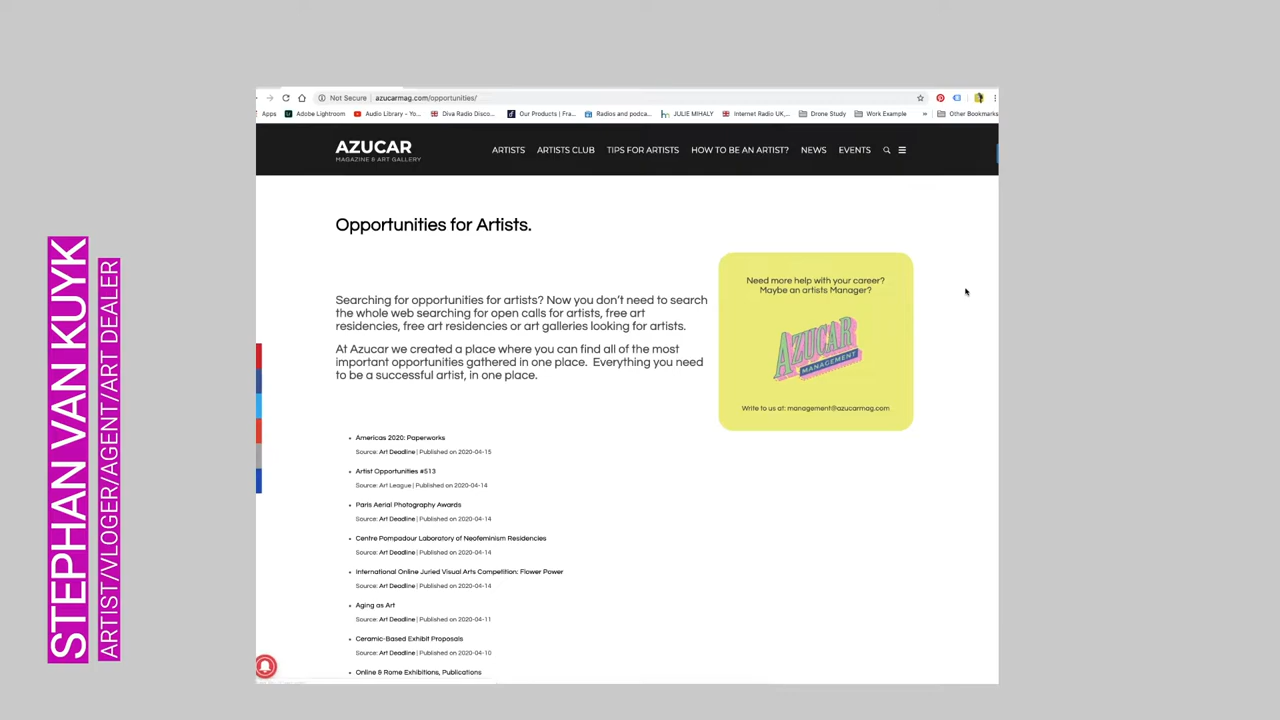 STEPHAN VAN KUYK
ARTIST/VLOGER/AGENT/ART DEALER
Not Secure | azucarmag.com/opportunities/
Apps
Adobe Lightroom
Audio Library – Yo...
Diva Radio Disco...
Our Products | Fra...
Radios and podca...
JULIE MIHALY
Internet Radio UK,...
Drone Study
Work Example
»
Other Bookmarks
AZUCAR
MAGAZINE & ART GALLERY
ARTISTS
ARTISTS CLUB
TIPS FOR ARTISTS
HOW TO BE AN ARTIST?
NEWS
EVENTS
Opportunities for Artists.
Searching for opportunities for artists? Now you don't need to search
the whole web searching for open calls for artists, free art
residencies, free art residencies or art galleries looking for artists.
At Azucar we created a place where you can find all of the most
important opportunities gathered in one place. Everything you need
to be a successful artist, in one place.
Need more help with your career?
Maybe an artists Manager?
AZUCAR
MANAGEMENT
Write to us at: management@azucarmag.com
Americas 2020: Paperworks
Source: Art Deadline | Published on 2020-04-15
Artist Opportunities #513
Source: Art League | Published on 2020-04-14
Paris Aerial Photography Awards
Source: Art Deadline | Published on 2020-04-14
Centre Pompadour Laboratory of Neofeminism Residencies
Source: Art Deadline | Published on 2020-04-14
International Online Juried Visual Arts Competition: Flower Power
Source: Art Deadline | Published on 2020-04-14
Aging as Art
Source: Art Deadline | Published on 2020-04-11
Ceramic-Based Exhibit Proposals
Source: Art Deadline | Published on 2020-04-10
Online & Rome Exhibitions, Publications